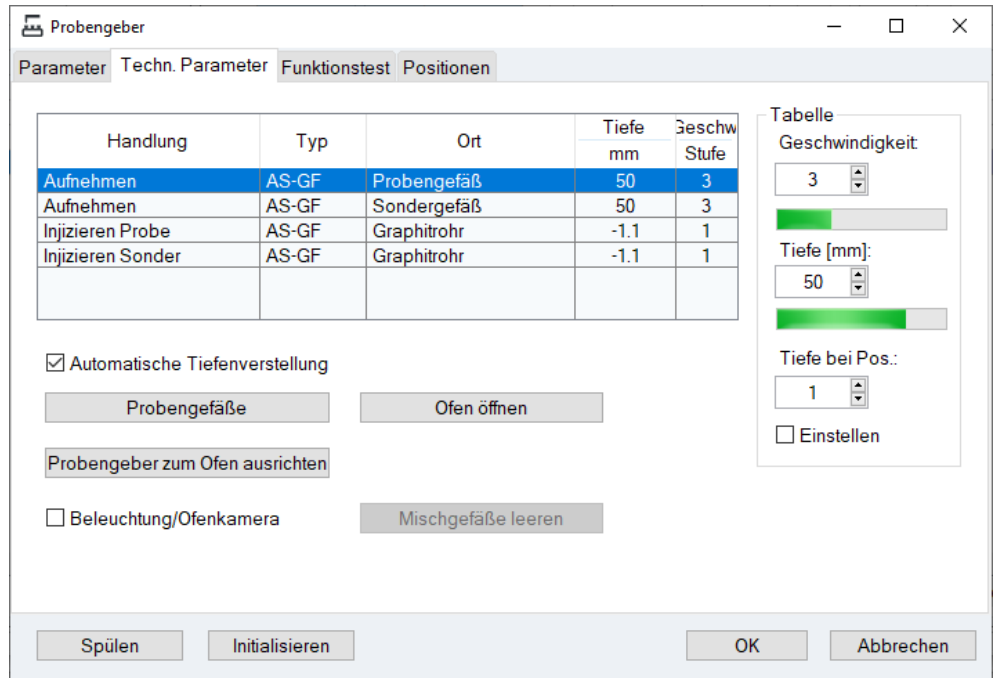 Probengeber
Parameter Techn. Parameter Funktionstest Positionen
Handlung Typ Ort Tiefe mm Geschw Stufe
Aufnehmen AS-GF Probengefäß 50 3
Aufnehmen AS-GF Sondergefäß 50 3
Injizieren Probe AS-GF Graphitrohr -1.1 1
Injizieren Sonder AS-GF Graphitrohr -1.1 1
Automatische Tiefenverstellung
Probengefäße Ofen öffnen
Probengeber zum Ofen ausrichten
Beleuchtung/Ofenkamera Mischgefäße leeren
Tabelle
Geschwindigkeit:
3
Tiefe [mm]:
50
Tiefe bei Pos.:
1
Einstellen
Spülen Initialisieren OK Abbrechen